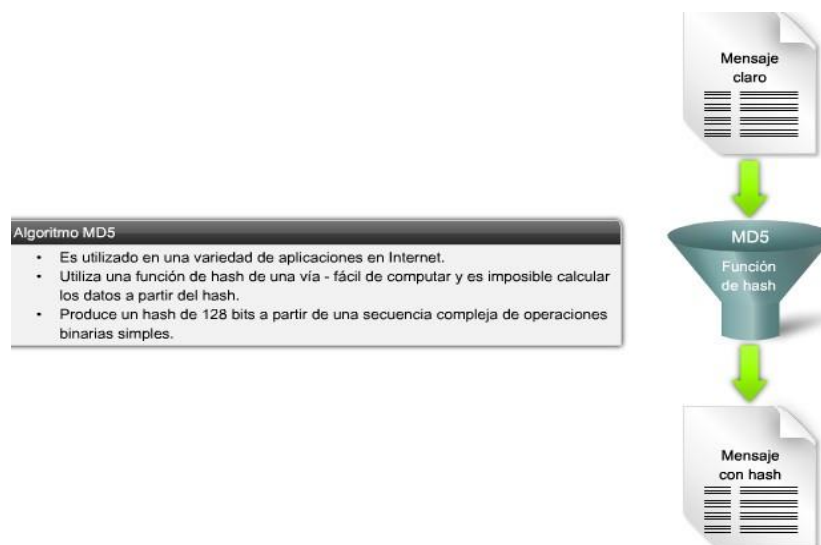 Mensaje
claro
Algoritmo MD5
• Es utilizado en una variedad de aplicaciones en Internet.
• Utiliza una función de hash de una vía - fácil de computar y es imposible calcular
los datos a partir del hash.
• Produce un hash de 128 bits a partir de una secuencia compleja de operaciones
binarias simples.
MD5
Función
de hash
Mensaje
con hash